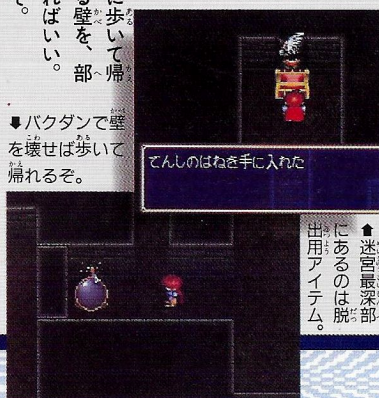 に歩いて帰
る壁を、部
ればいい。
⬇バクダンで壁
を壊せば歩いて
帰れるぞ。
てんしのはねを手に入れた
⬆迷宮最深部
にあるのは脱
出用アイテム。